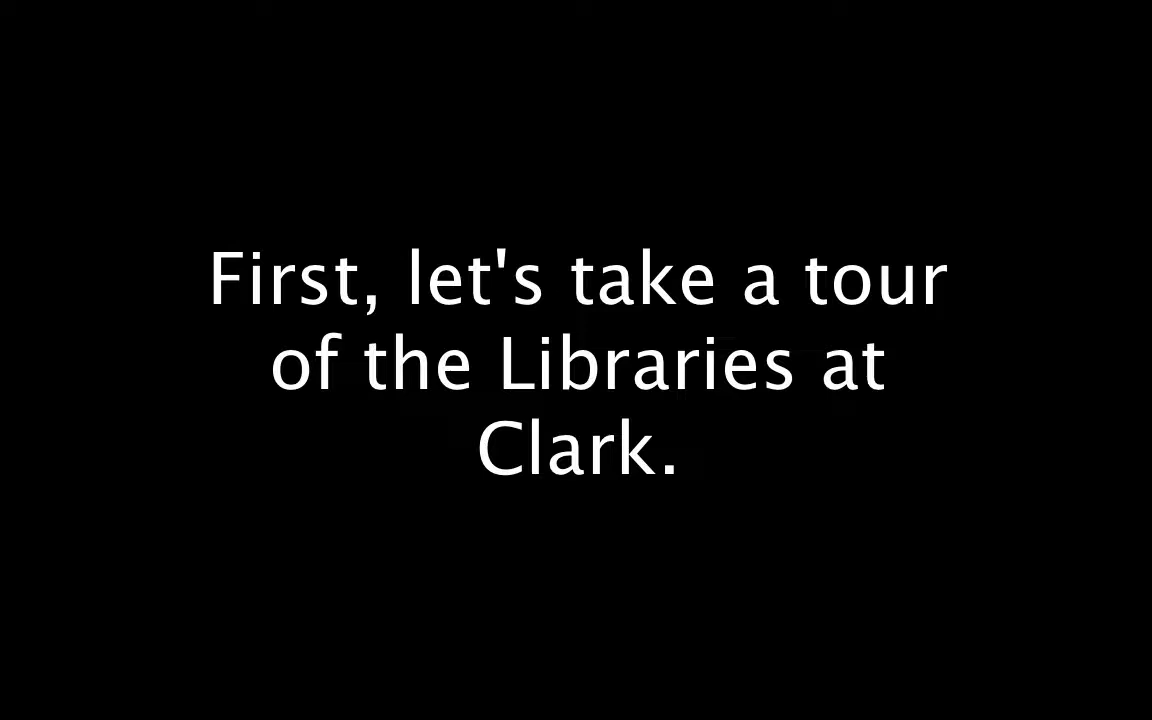 First, let's take a tour
of the Libraries at
Clark.